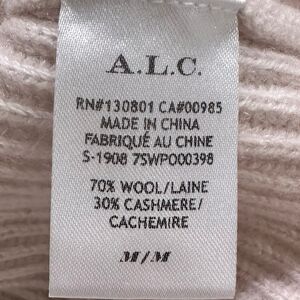 A.L.C.
RN#130801 CA#00985
MADE IN CHINA
FABRIQUÉ AU CHINE
S-1908 7SWP000398
70% WOOL/LAINE
30% CASHMERE/
CACHEMIRE
M/M